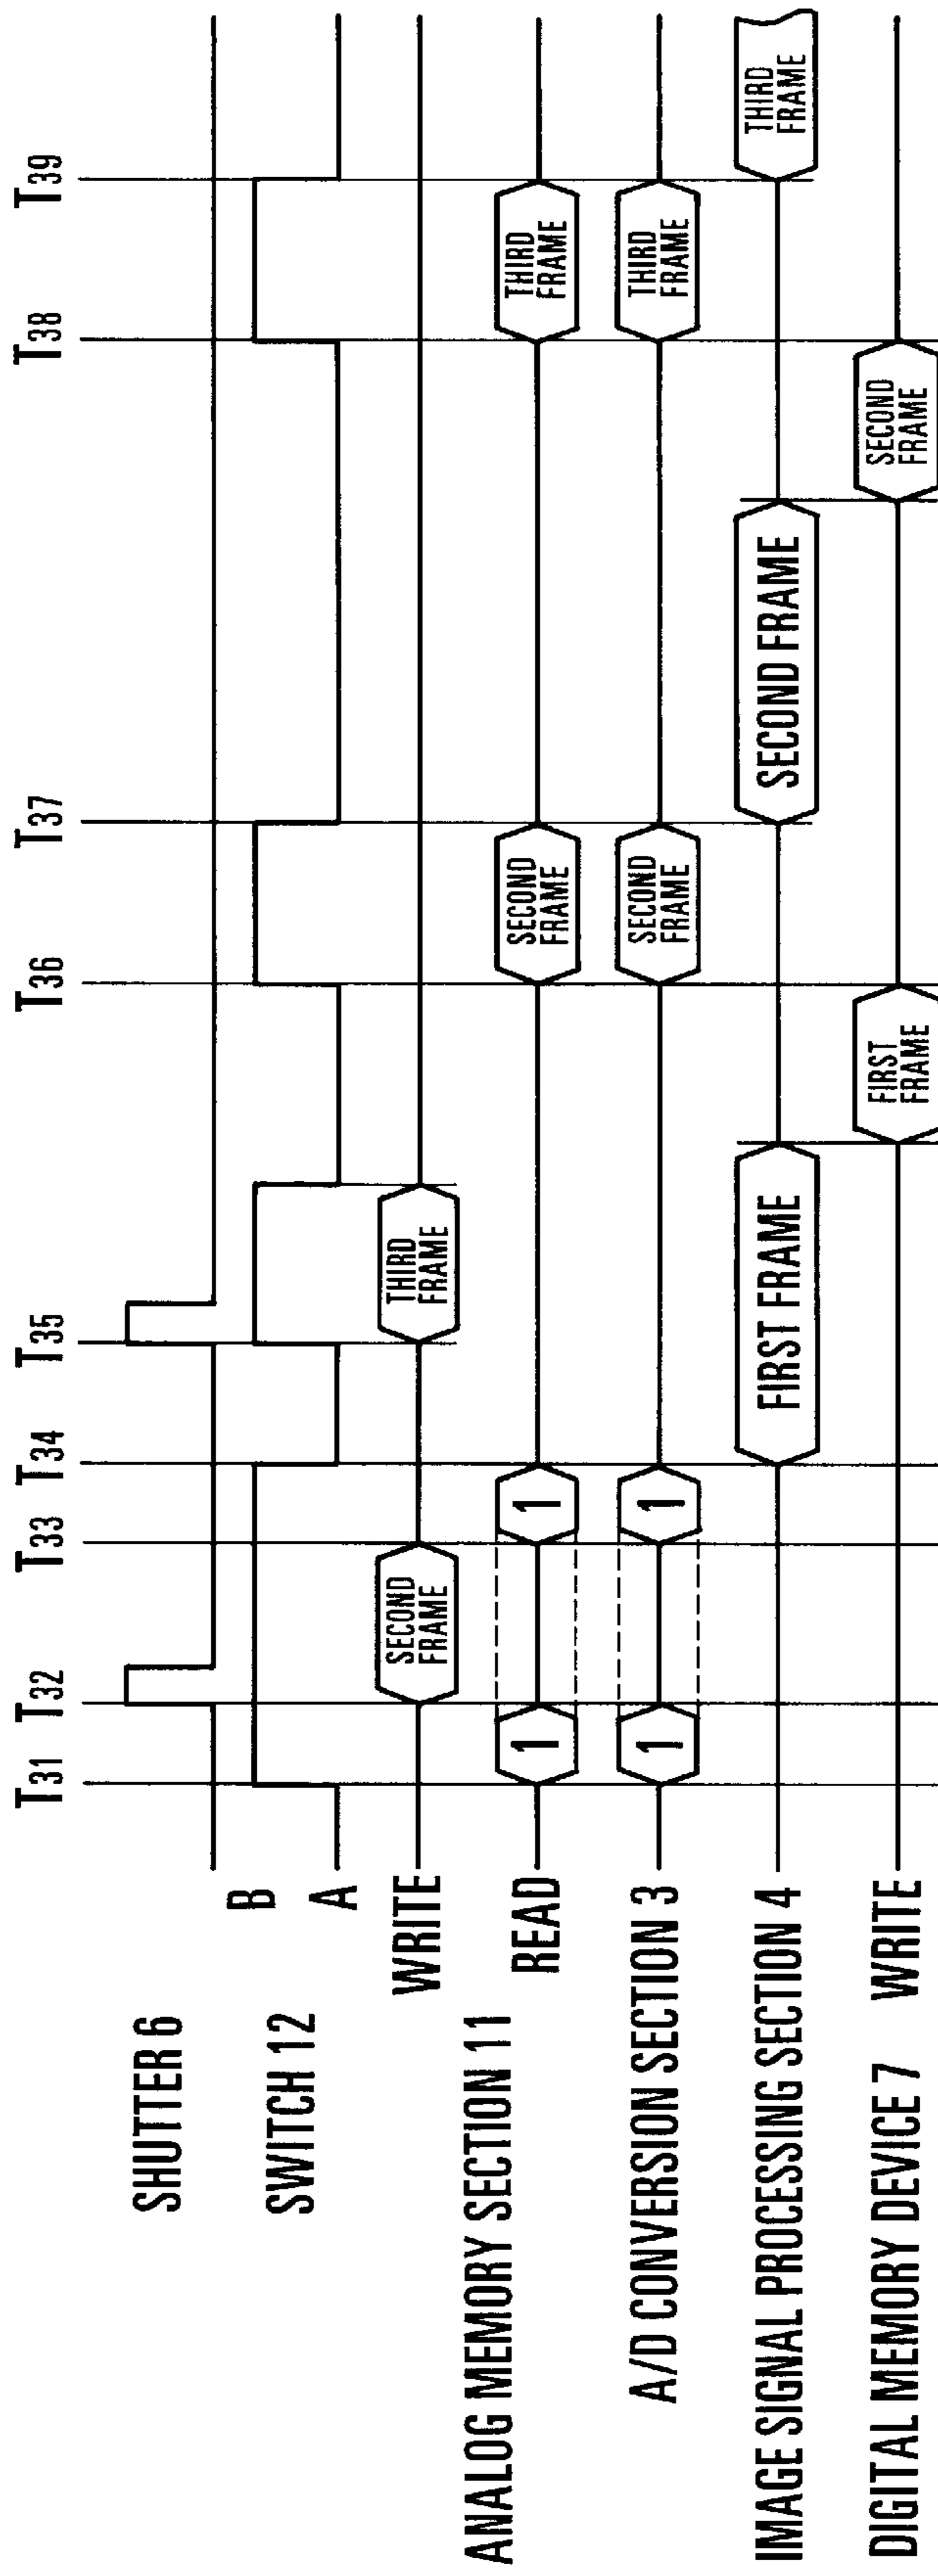 T31
T32
T33
T34
T35
T36
T37
T38
T39
SHUTTER 6
SWITCH 12
B
A
ANALOG MEMORY SECTION 11
WRITE
SECOND
FRAME
THIRD
FRAME
READ
1
1
SECOND
FRAME
THIRD
FRAME
A/D CONVERSION SECTION 3
1
1
SECOND
FRAME
THIRD
FRAME
IMAGE SIGNAL PROCESSING SECTION 4
FIRST FRAME
SECOND FRAME
THIRD
FRAME
DIGITAL MEMORY DEVICE 7
WRITE
FIRST
FRAME
SECOND
FRAME